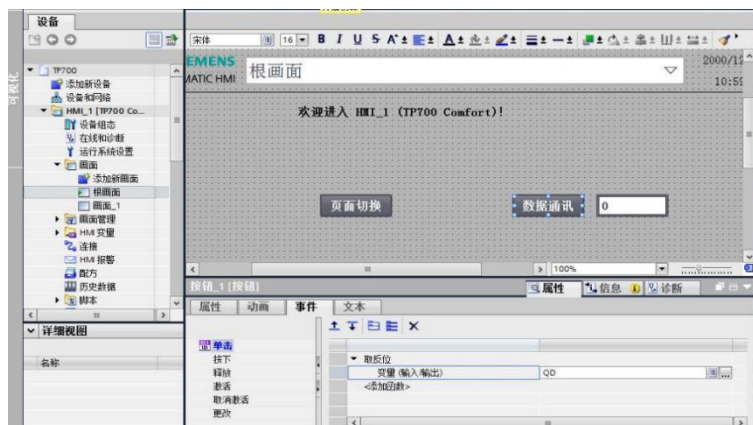 设备
宋体 16 B I U S A
可视化
TP700
添加新设备
设备和网络
HMI_1 [TP700 Co...
设备组态
在线和诊断
运行系统设置
画面
添加新画面
根画面
画面_1
画面管理
HMI 变量
连接
HMI 报警
配方
历史数据
脚本
详细视图
名称
EMENS
MATIC HMI
根画面
2000/12
10:59
欢迎进入 HMI_1 (TP700 Comfort)!
页面切换
数据通讯
0
100%
按钮_1 [按钮]
属性
信息
诊断
属性
动画
事件
文本
单击
按下
释放
激活
取消激活
更改
取反位
变量 (输入/输出)
QD
<添加函数>